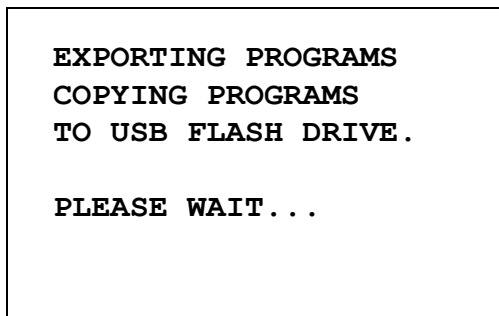 EXPORTING PROGRAMS
COPYING PROGRAMS
TO USB FLASH DRIVE.
PLEASE WAIT...